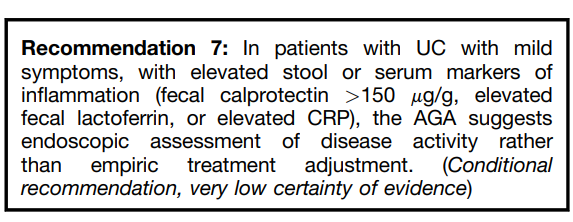 Recommendation 7: In patients with UC with mild
symptoms, with elevated stool or serum markers of
inflammation (fecal calprotectin >150 μg/g, elevated
fecal lactoferrin, or elevated CRP), the AGA suggests
endoscopic assessment of disease activity rather
than empiric treatment adjustment. (Conditional
recommendation, very low certainty of evidence)